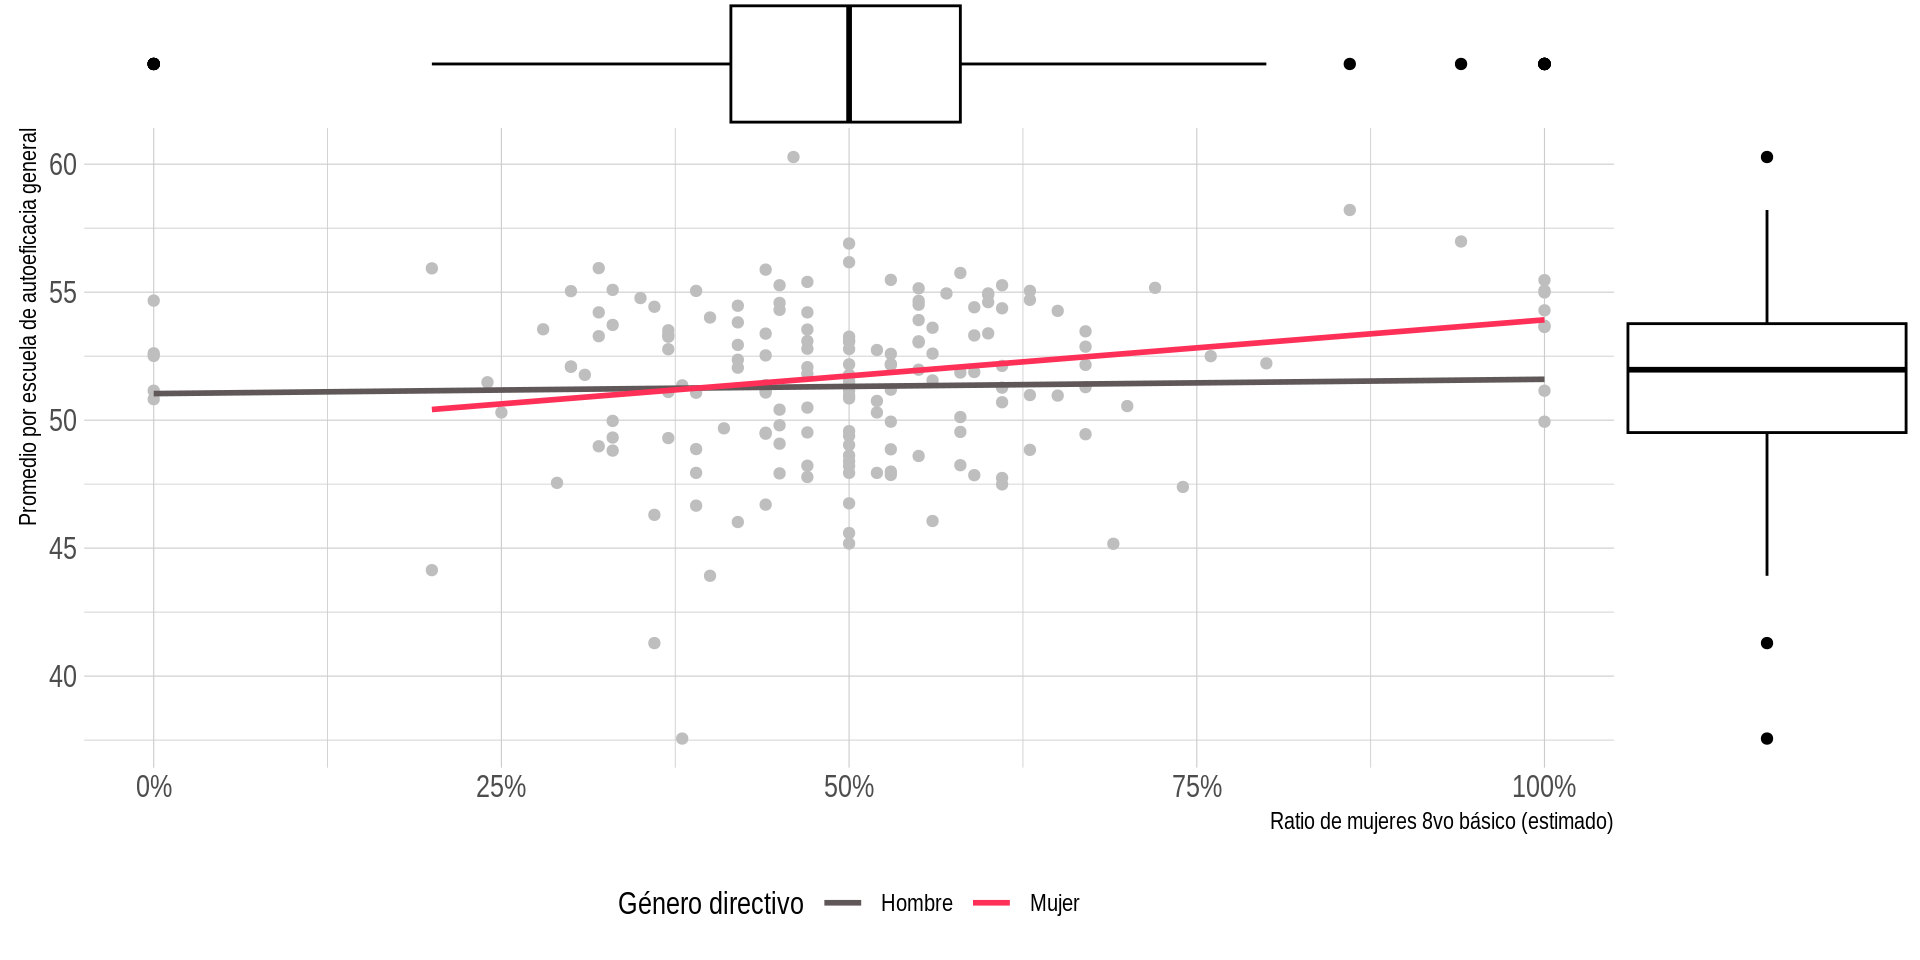 Promedio por escuela de autoeficacia general
60
55
50
45
40
0% 25% 50% 75% 100%
Ratio de mujeres 8vo básico (estimado)
Género directivo Hombre Mujer